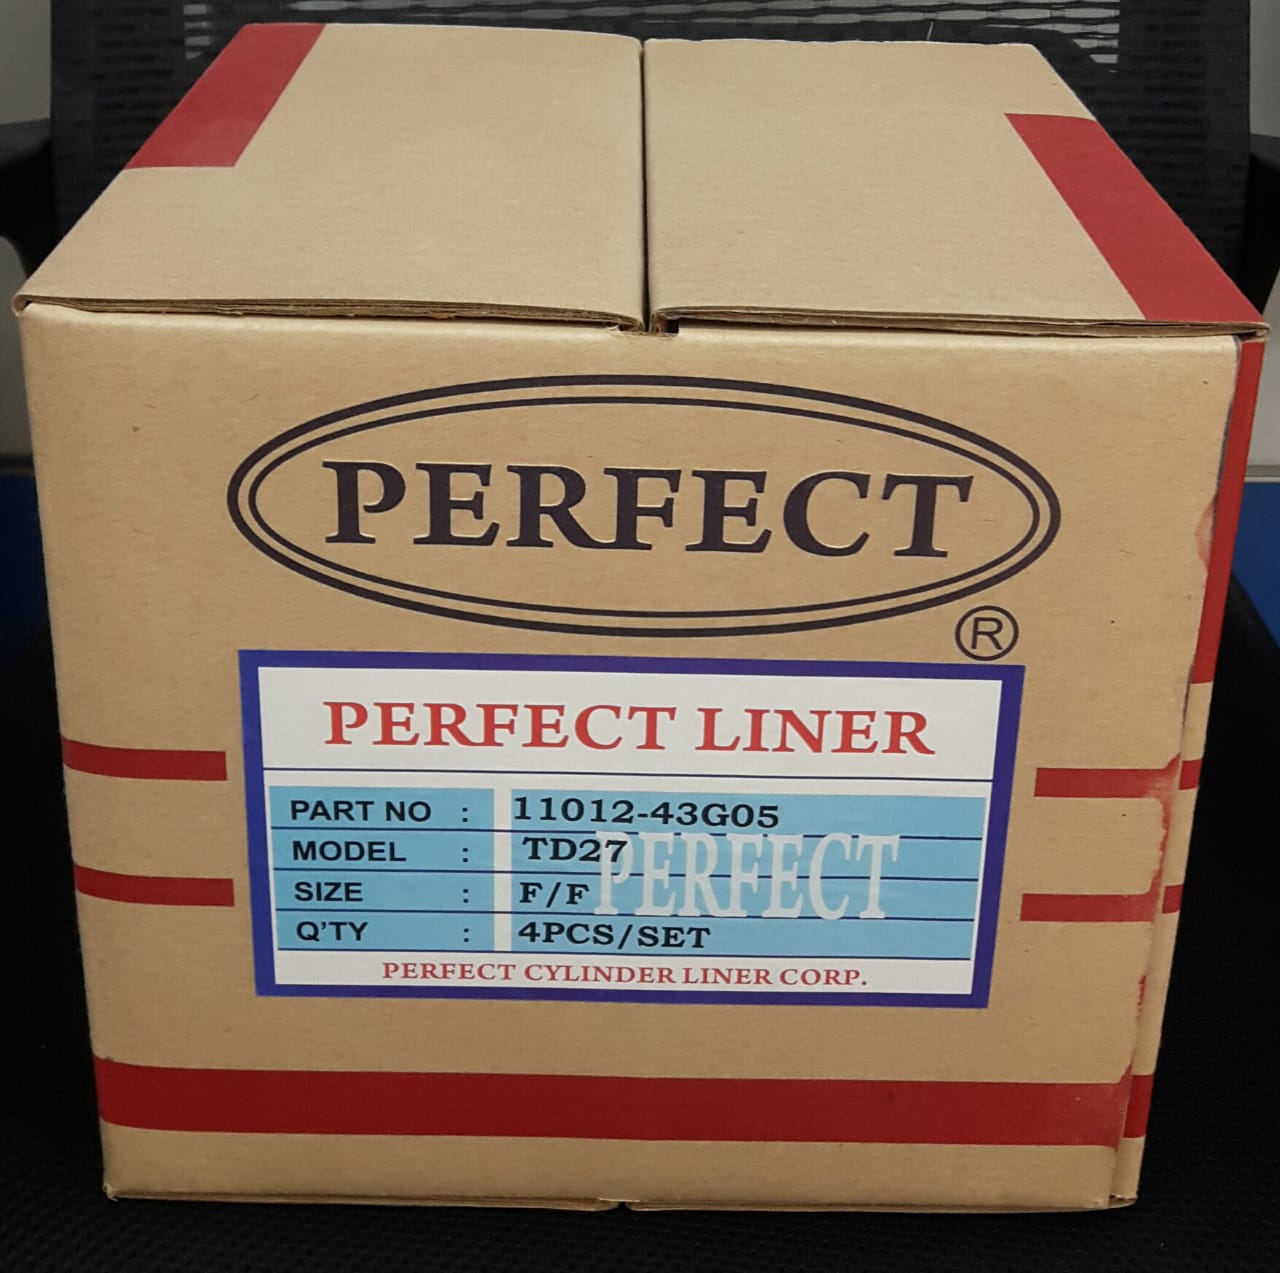 PERFECT
®
PERFECT LINER
PART NO : 11012-43G05
MODEL : TD27
PERFECT
SIZE : F/F
Q'TY : 4PCS/SET
PERFECT CYLINDER LINER CORP.